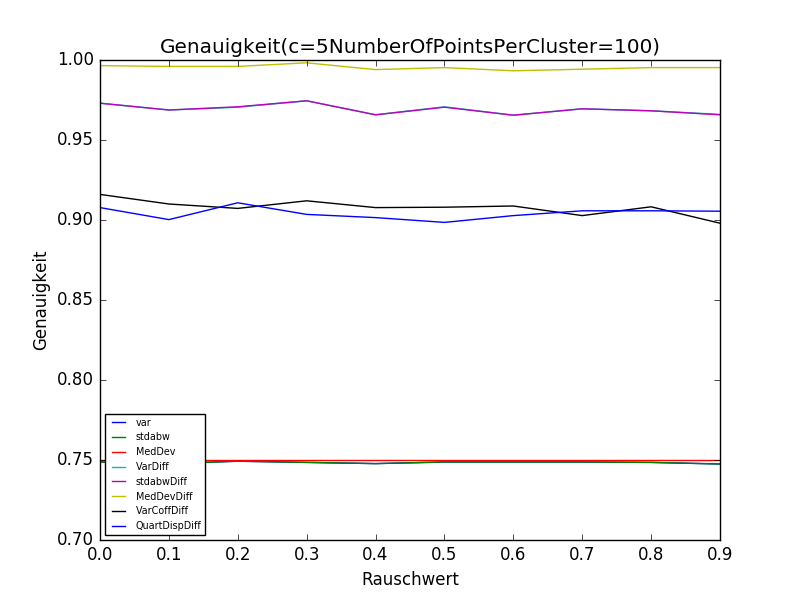 Genauigkeit(c=5NumberOfPointsPerCluster=100)
1.00
0.95
0.90
0.85
0.80
0.75
0.70
Genauigkeit
var
stdabw
MedDev
VarDiff
stdabwDiff
MedDevDiff
VarCoffDiff
QuartDispDiff
0.0 0.1 0.2 0.3 0.4 0.5 0.6 0.7 0.8 0.9
Rauschwert